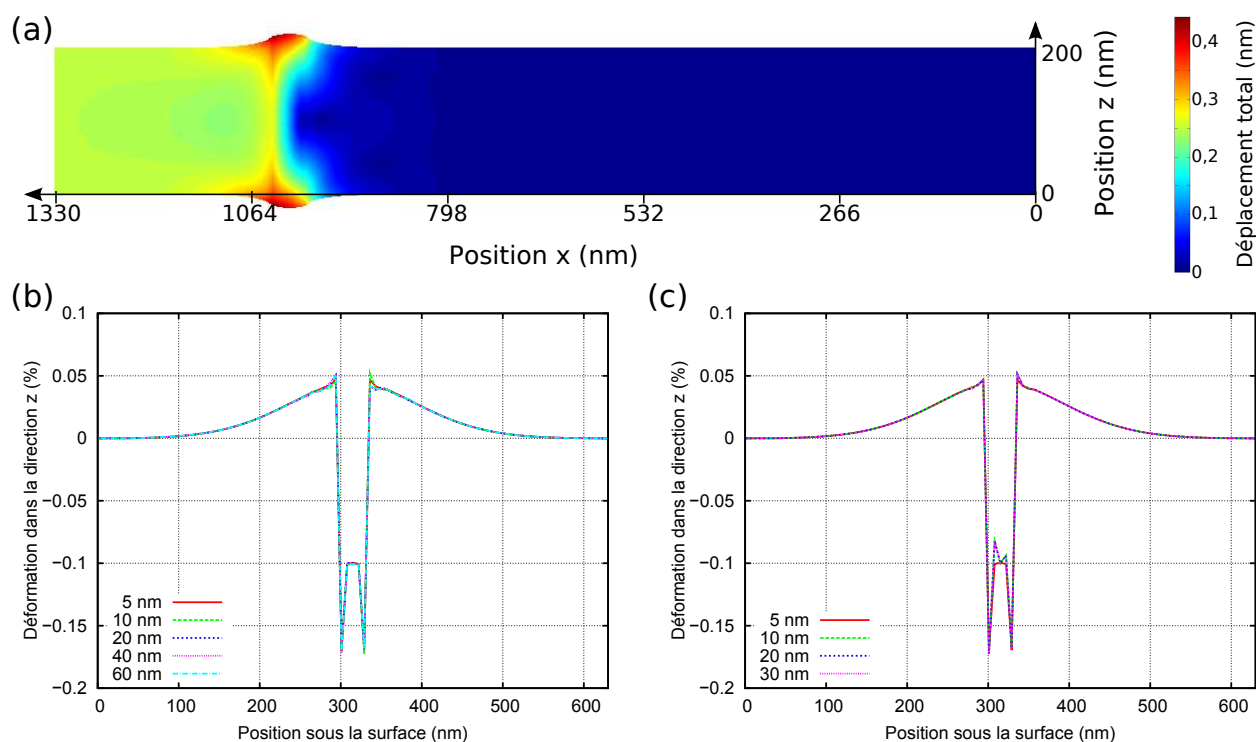 (a)
200
0
Position z (nm)
1330
1064
798
532
266
0
Position x (nm)
0,4
0,3
0,2
0,1
0
Déplacement total (nm)
(b)
Déformation dans la direction z (%)
0.1
0.05
0
−0.05
−0.1
−0.15
−0.2
5 nm
10 nm
20 nm
40 nm
60 nm
0
100
200
300
400
500
600
Position sous la surface (nm)
(c)
Déformation dans la direction z (%)
0.1
0.05
0
−0.05
−0.1
−0.15
−0.2
5 nm
10 nm
20 nm
30 nm
0
100
200
300
400
500
600
Position sous la surface (nm)